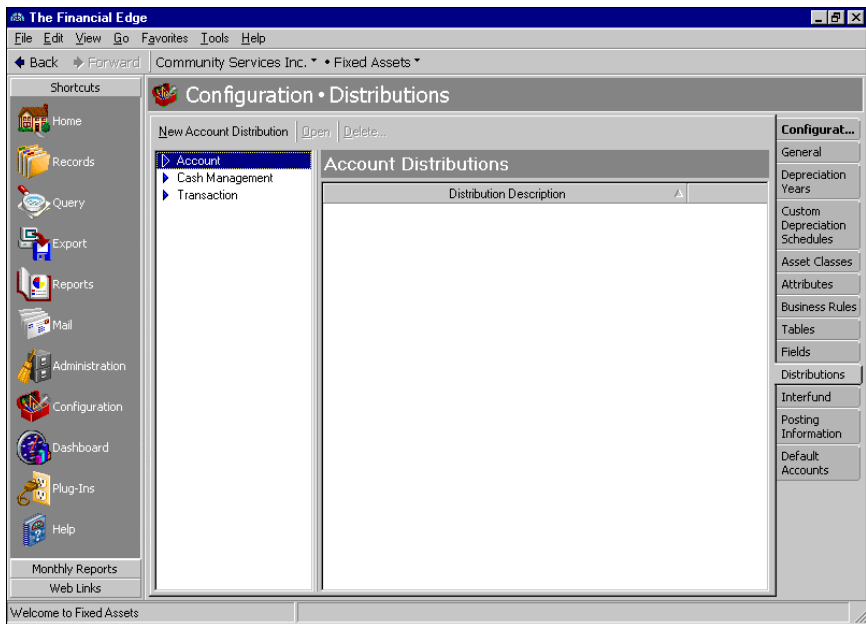 The Financial Edge
File Edit View Go Favorites Tools Help
Back Forward Community Services Inc. • Fixed Assets
Shortcuts
Home
Records
Query
Export
Reports
Mail
Administration
Configuration
Dashboard
Plug-Ins
Help
Monthly Reports
Web Links
Configuration • Distributions
New Account Distribution Open Delete...
Account
Cash Management
Transaction
Account Distributions
Distribution Description
Configurat...
General
Depreciation
Years
Custom
Depreciation
Schedules
Asset Classes
Attributes
Business Rules
Tables
Fields
Distributions
Interfund
Posting
Information
Default
Accounts
Welcome to Fixed Assets